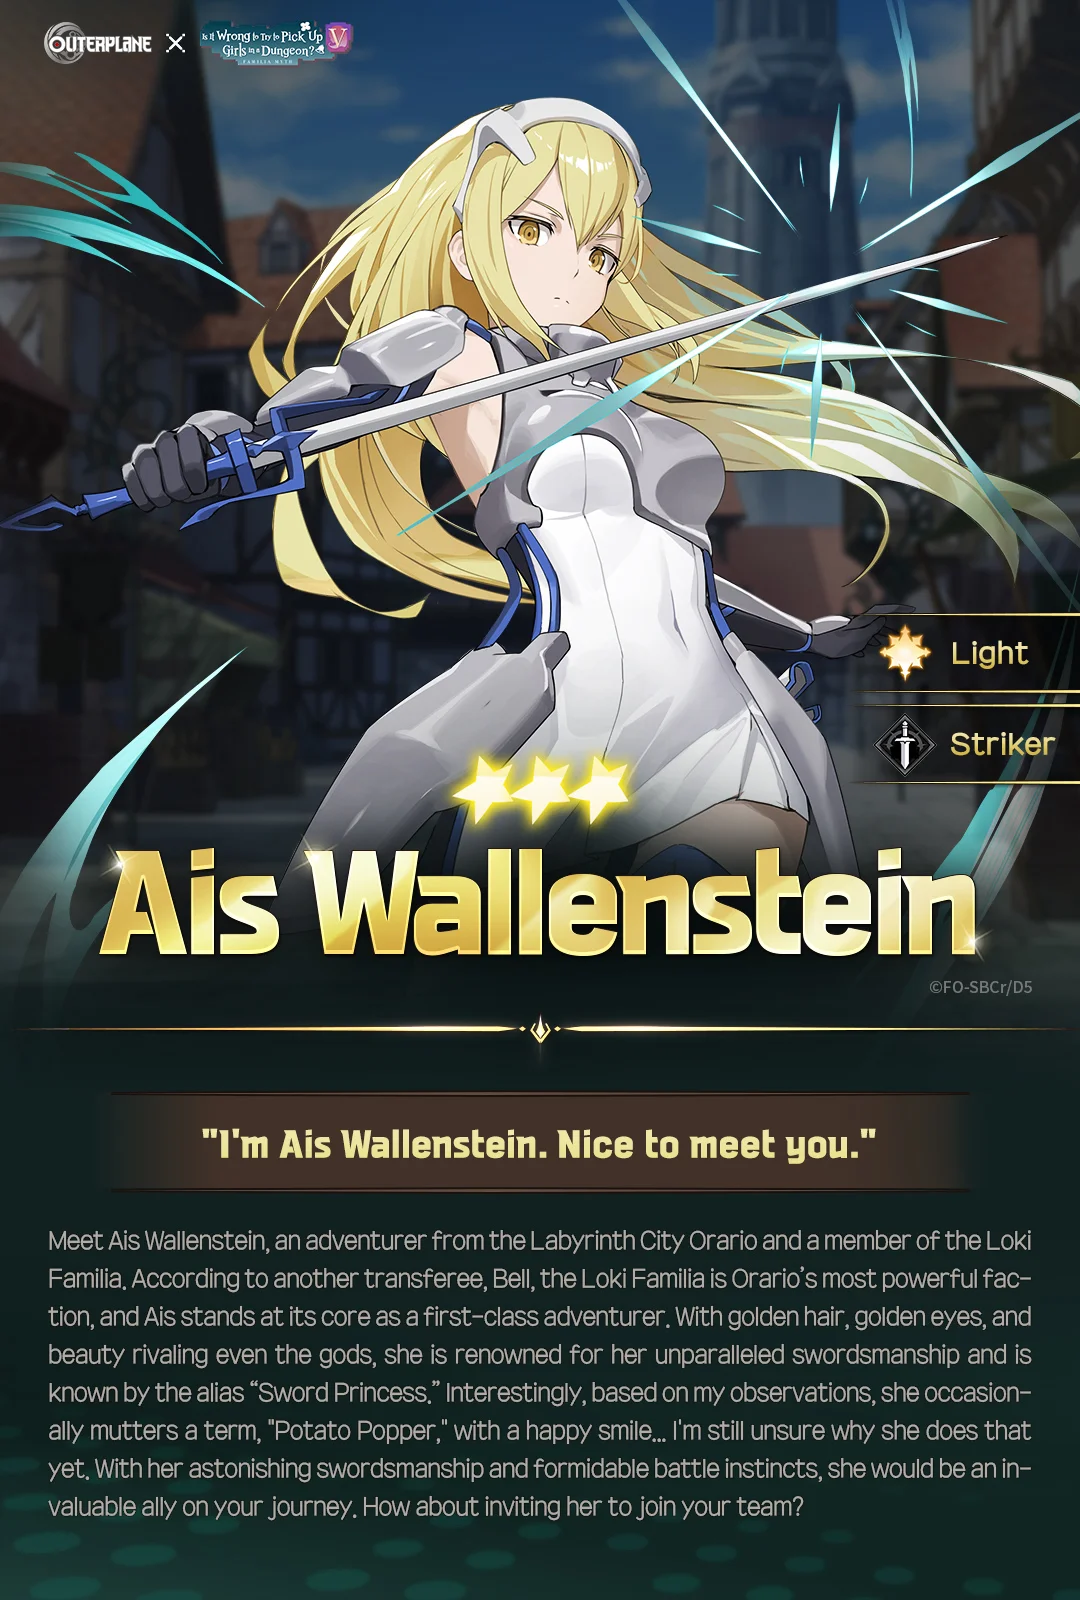 OUTERPLANE × Is It Wrong to Try to Pick Up
Girls in a Dungeon? V
FAMILIA MYTH
Light
Striker
Ais Wallenstein
©FO-SBCr/D5
"I'm Ais Wallenstein. Nice to meet you."
Meet Ais Wallenstein, an adventurer from the Labyrinth City Orario and a member of the Loki
Familia. According to another transferee, Bell, the Loki Familia is Orario’s most powerful fac-
tion, and Ais stands at its core as a first-class adventurer. With golden hair, golden eyes, and
beauty rivaling even the gods, she is renowned for her unparalleled swordsmanship and is
known by the alias “Sword Princess.” Interestingly, based on my observations, she occasion-
ally mutters a term, "Potato Popper," with a happy smile... I'm still unsure why she does that
yet. With her astonishing swordsmanship and formidable battle instincts, she would be an in-
valuable ally on your journey. How about inviting her to join your team?